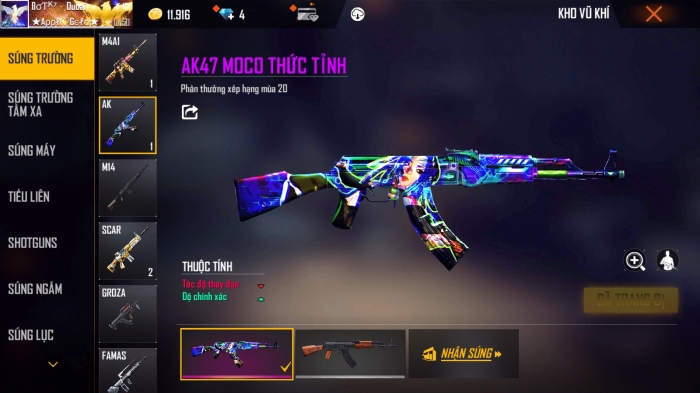 11.916
4
KHO VŨ KHÍ
SÚNG TRƯỜNG
SÚNG TRƯỜNG
TẦM XA
SÚNG MÁY
TIỂU LIÊN
SHOTGUNS
SÚNG NGẮM
SÚNG LỤC
M4A1
1
AK
1
M14
SCAR
2
GROZA
FAMAS
AK47 MOCO THỨC TỈNH
Phần thưởng xếp hạng mùa 20
THUỘC TÍNH
Tốc độ thay đạn
Độ chính xác
ĐÃ TRANG BỊ
NHẬN SÚNG